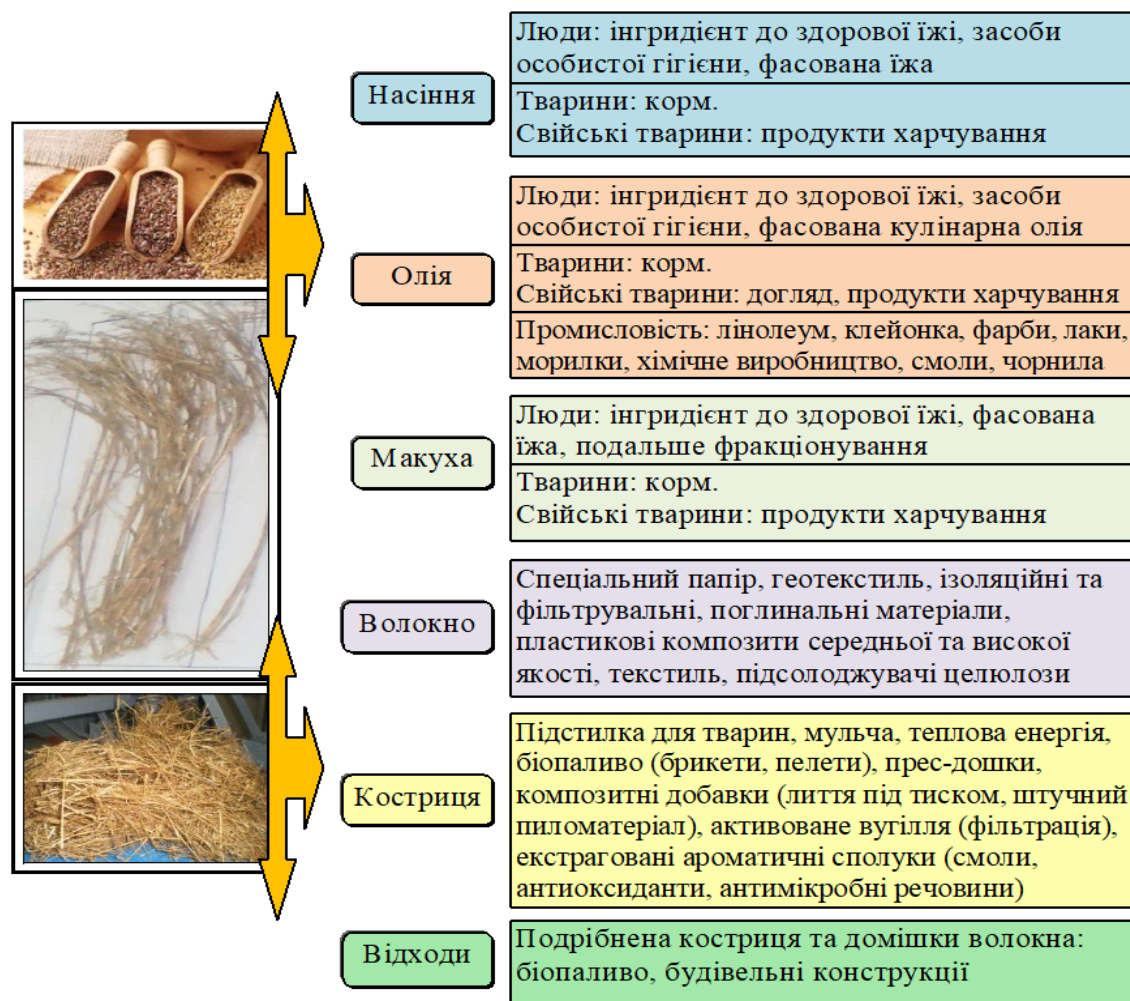 Насіння
Люди: інгридієнт до здорової їжі, засоби
особистої гігієни, фасована їжа
Тварини: корм.
Свійські тварини: продукти харчування
Олія
Люди: інгридієнт до здорової їжі, засоби
особистої гігієни, фасована кулінарна олія
Тварини: корм.
Свійські тварини: догляд, продукти харчування
Промисловість: лінолеум, клейонка, фарби, лаки,
морилки, хімічне виробництво, смоли, чорнила
Макуха
Люди: інгридієнт до здорової їжі, фасована
їжа, подальше фракціонування
Тварини: корм.
Свійські тварини: продукти харчування
Волокно
Спеціальний папір, геотекстиль, ізоляційні та
фільтрувальні, поглинальні матеріали,
пластикові композити середньої та високої
якості, текстиль, підсолоджувачі целюлози
Костриця
Підстилка для тварин, мульча, теплова енергія,
біопаливо (брикети, пелети), прес-дошки,
композитні добавки (лиття під тиском, штучний
пиломатеріал), активоване вугілля (фільтрація),
екстраговані ароматичні сполуки (смоли,
антиоксиданти, антимікробні речовини)
Відходи
Подрібнена костриця та домішки волокна:
біопаливо, будівельні конструкції